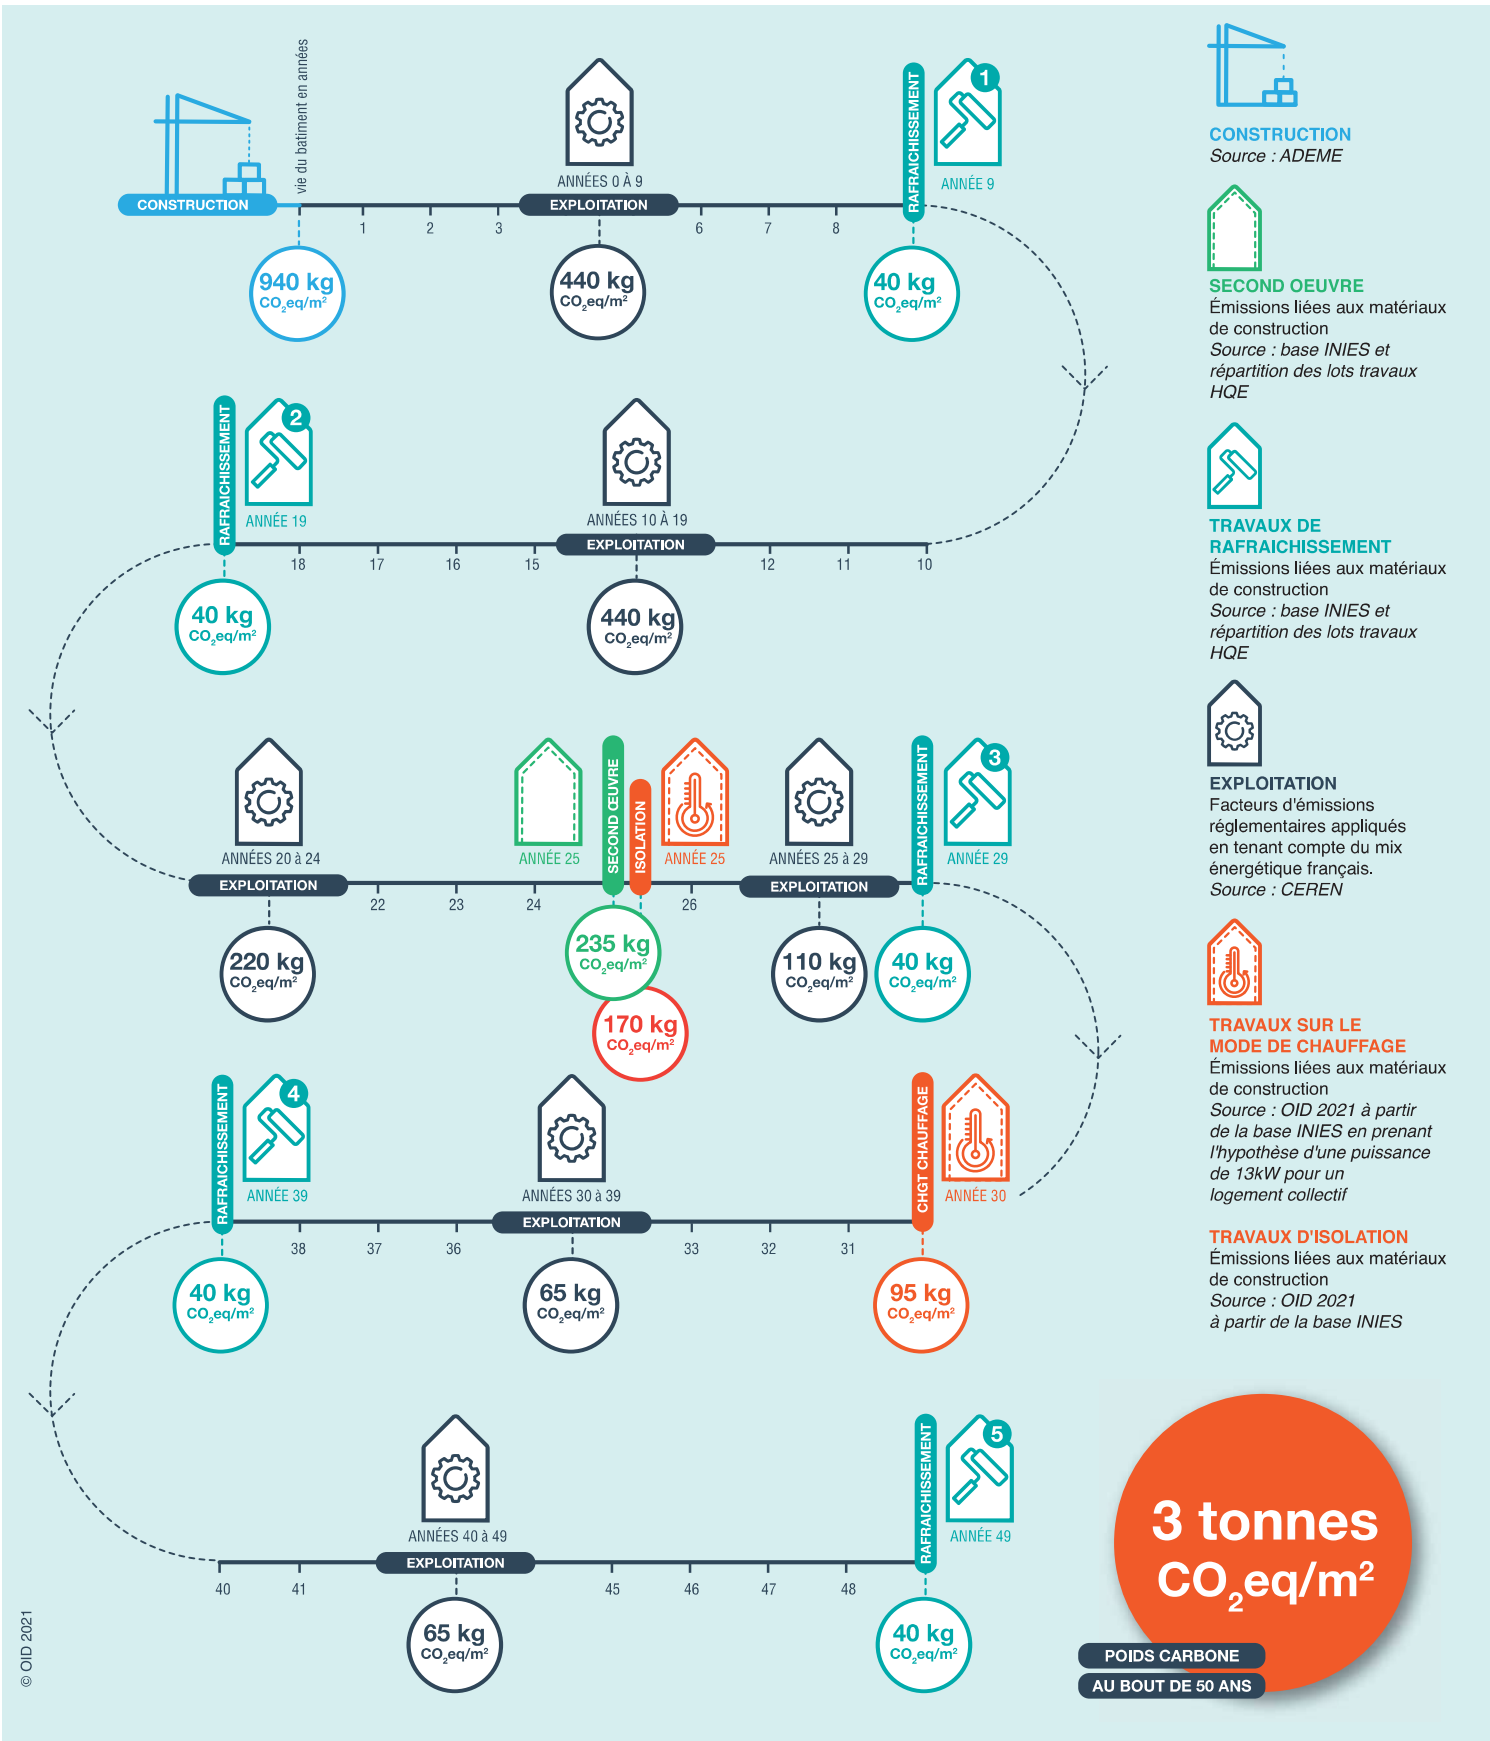 vie du batiment en années
CONSTRUCTION
940 kg
CO₂eq/m²
ANNÉES 0 À 9
EXPLOITATION
440 kg
CO₂eq/m²
1
2
3
6
7
8
RAFRAICHISSEMENT
1
ANNÉE 9
40 kg
CO₂eq/m²
RAFRAICHISSEMENT
2
ANNÉE 19
40 kg
CO₂eq/m²
18
17
16
15
ANNÉES 10 À 19
EXPLOITATION
440 kg
CO₂eq/m²
12
11
10
ANNÉES 20 à 24
EXPLOITATION
220 kg
CO₂eq/m²
22
23
24
ANNÉE 25
SECOND ŒUVRE
235 kg
CO₂eq/m²
ISOLATION
ANNÉE 25
170 kg
CO₂eq/m²
26
ANNÉES 25 à 29
EXPLOITATION
110 kg
CO₂eq/m²
RAFRAICHISSEMENT
3
ANNÉE 29
40 kg
CO₂eq/m²
RAFRAICHISSEMENT
4
ANNÉE 39
40 kg
CO₂eq/m²
38
37
36
ANNÉES 30 à 39
EXPLOITATION
65 kg
CO₂eq/m²
33
32
31
CHGT CHAUFFAGE
ANNÉE 30
95 kg
CO₂eq/m²
40
41
ANNÉES 40 à 49
EXPLOITATION
65 kg
CO₂eq/m²
45
46
47
48
RAFRAICHISSEMENT
5
ANNÉE 49
40 kg
CO₂eq/m²
© OID 2021
CONSTRUCTION
Source : ADEME
SECOND OEUVRE
Émissions liées aux matériaux
de construction
Source : base INIES et
répartition des lots travaux
HQE
TRAVAUX DE
RAFRAICHISSEMENT
Émissions liées aux matériaux
de construction
Source : base INIES et
répartition des lots travaux
HQE
EXPLOITATION
Facteurs d'émissions
réglementaires appliqués
en tenant compte du mix
énergétique français.
Source : CEREN
TRAVAUX SUR LE
MODE DE CHAUFFAGE
Émissions liées aux matériaux
de construction
Source : OID 2021 à partir
de la base INIES en prenant
l'hypothèse d'une puissance
de 13kW pour un
logement collectif
TRAVAUX D'ISOLATION
Émissions liées aux matériaux
de construction
Source : OID 2021
à partir de la base INIES
3 tonnes
CO₂eq/m²
POIDS CARBONE
AU BOUT DE 50 ANS